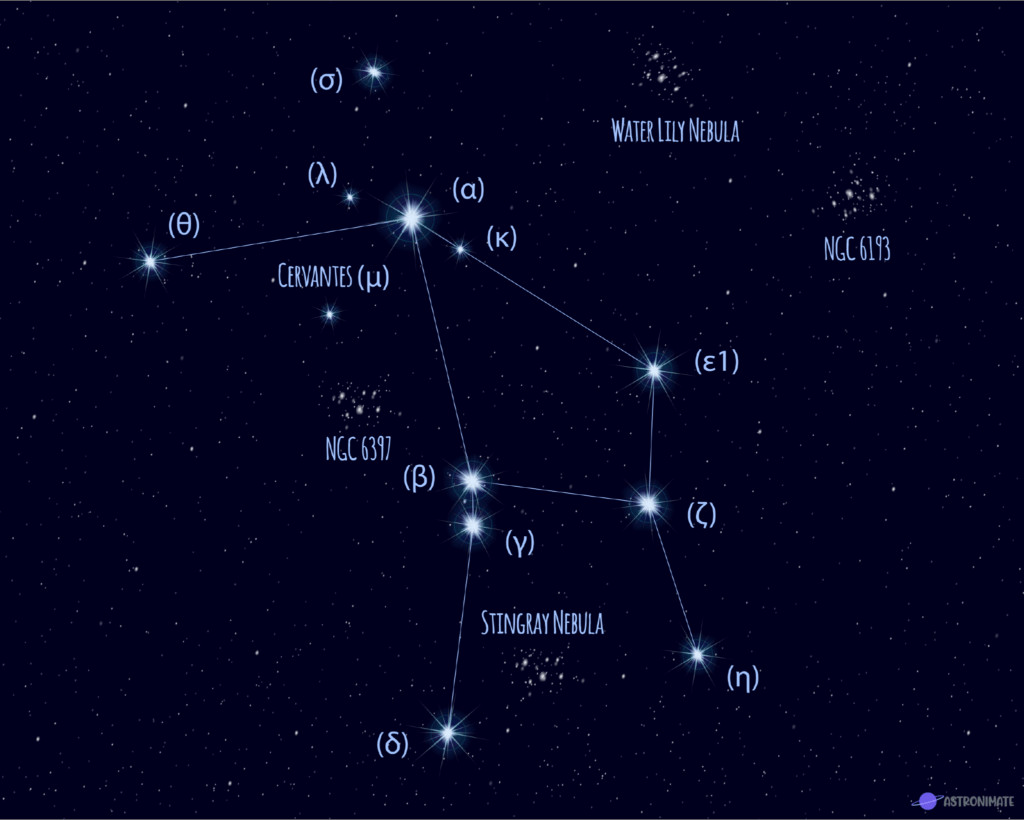 (σ)
WATER LILY NEBULA
(λ)
(α)
(θ)
(κ)
NGC 6193
CERVANTES (μ)
(ε1)
NGC 6397
(β)
(ζ)
(γ)
STINGRAY NEBULA
(η)
(δ)
ASTRONIMATE